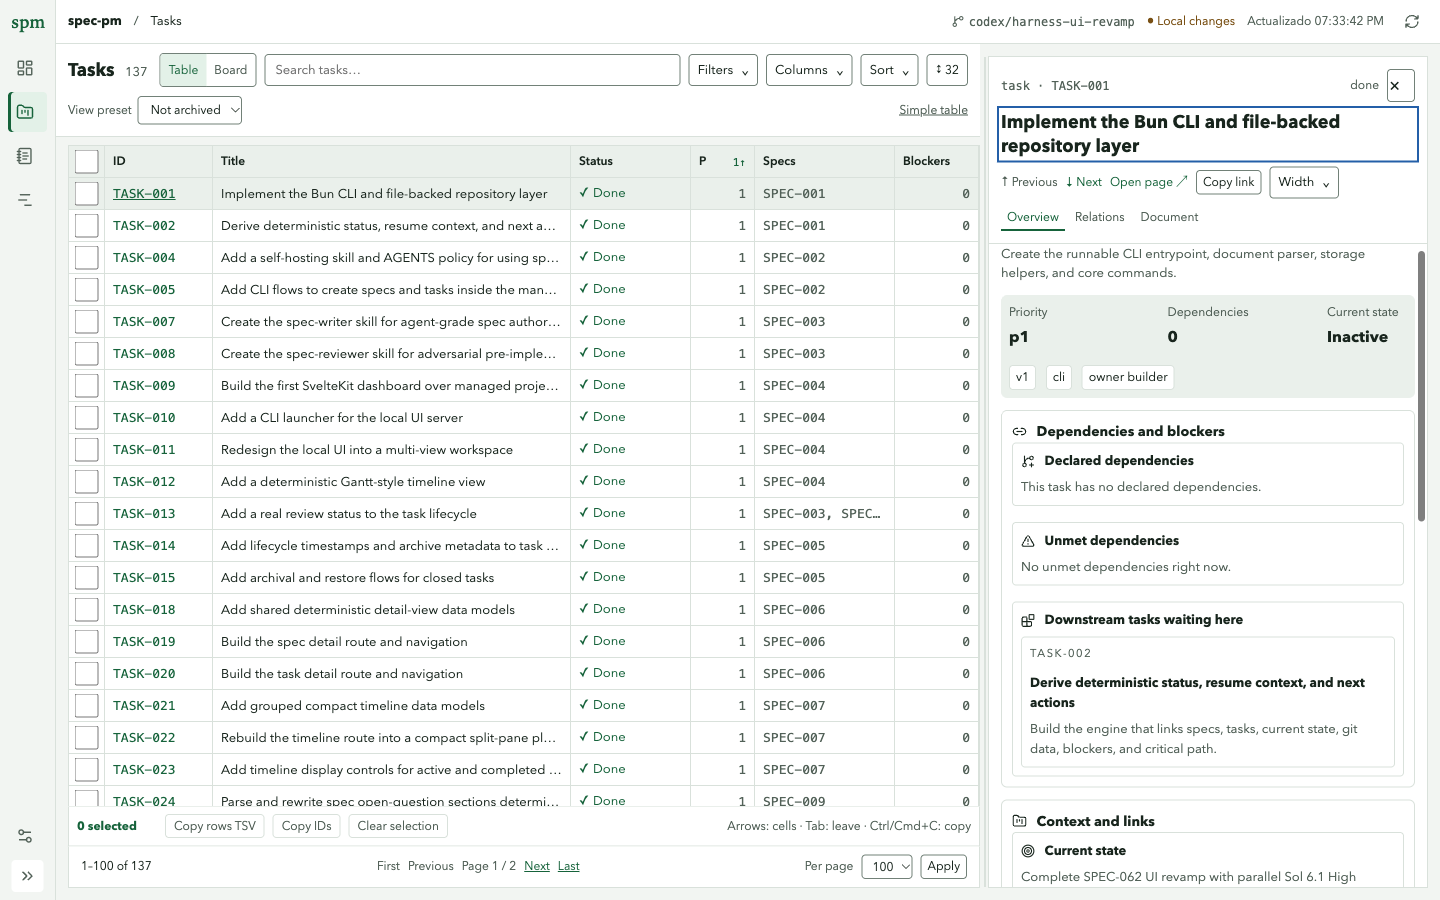 spm
spec-pm / Tasks
codex/harness-ui-revamp
Local changes
Actualizado 07:33:42 PM
Tasks 137
Table Board
Search tasks…
Filters
Columns
Sort
↕ 32
View preset
Not archived
Simple table
ID Title Status P 1↑ Specs Blockers
TASK-001 Implement the Bun CLI and file-backed repository layer ✓ Done 1 SPEC-001 0
TASK-002 Derive deterministic status, resume context, and next a… ✓ Done 1 SPEC-001 0
TASK-004 Add a self-hosting skill and AGENTS policy for using sp… ✓ Done 1 SPEC-002 0
TASK-005 Add CLI flows to create specs and tasks inside the man… ✓ Done 1 SPEC-002 0
TASK-007 Create the spec-writer skill for agent-grade spec author… ✓ Done 1 SPEC-003 0
TASK-008 Create the spec-reviewer skill for adversarial pre-imple… ✓ Done 1 SPEC-003 0
TASK-009 Build the first SvelteKit dashboard over managed proje… ✓ Done 1 SPEC-004 0
TASK-010 Add a CLI launcher for the local UI server ✓ Done 1 SPEC-004 0
TASK-011 Redesign the local UI into a multi-view workspace ✓ Done 1 SPEC-004 0
TASK-012 Add a deterministic Gantt-style timeline view ✓ Done 1 SPEC-004 0
TASK-013 Add a real review status to the task lifecycle ✓ Done 1 SPEC-003, SPEC… 0
TASK-014 Add lifecycle timestamps and archive metadata to task … ✓ Done 1 SPEC-005 0
TASK-015 Add archival and restore flows for closed tasks ✓ Done 1 SPEC-005 0
TASK-018 Add shared deterministic detail-view data models ✓ Done 1 SPEC-006 0
TASK-019 Build the spec detail route and navigation ✓ Done 1 SPEC-006 0
TASK-020 Build the task detail route and navigation ✓ Done 1 SPEC-006 0
TASK-021 Add grouped compact timeline data models ✓ Done 1 SPEC-007 0
TASK-022 Rebuild the timeline route into a compact split-pane pl… ✓ Done 1 SPEC-007 0
TASK-023 Add timeline display controls for active and completed … ✓ Done 1 SPEC-007 0
TASK-024 Parse and rewrite spec open-question sections determi… ✓ Done 1 SPEC-009 0
0 selected Copy rows TSV Copy IDs Clear selection Arrows: cells · Tab: leave · Ctrl/Cmd+C: copy
1–100 of 137 First Previous Page 1 / 2 Next Last Per page 100 Apply
task · TASK-001 done ×
Implement the Bun CLI and file-backed
repository layer
↑ Previous ↓ Next Open page ↗ Copy link Width
Overview Relations Document
Create the runnable CLI entrypoint, document parser, storage
helpers, and core commands.
Priority Dependencies Current state
p1 0 Inactive
v1 cli owner builder
Dependencies and blockers
Declared dependencies
This task has no declared dependencies.
Unmet dependencies
No unmet dependencies right now.
Downstream tasks waiting here
TASK-002
Derive deterministic status, resume context, and next
actions
Build the engine that links specs, tasks, current state, git
data, blockers, and critical path.
Context and links
Current state
Complete SPEC-062 UI revamp with parallel Sol 6.1 High